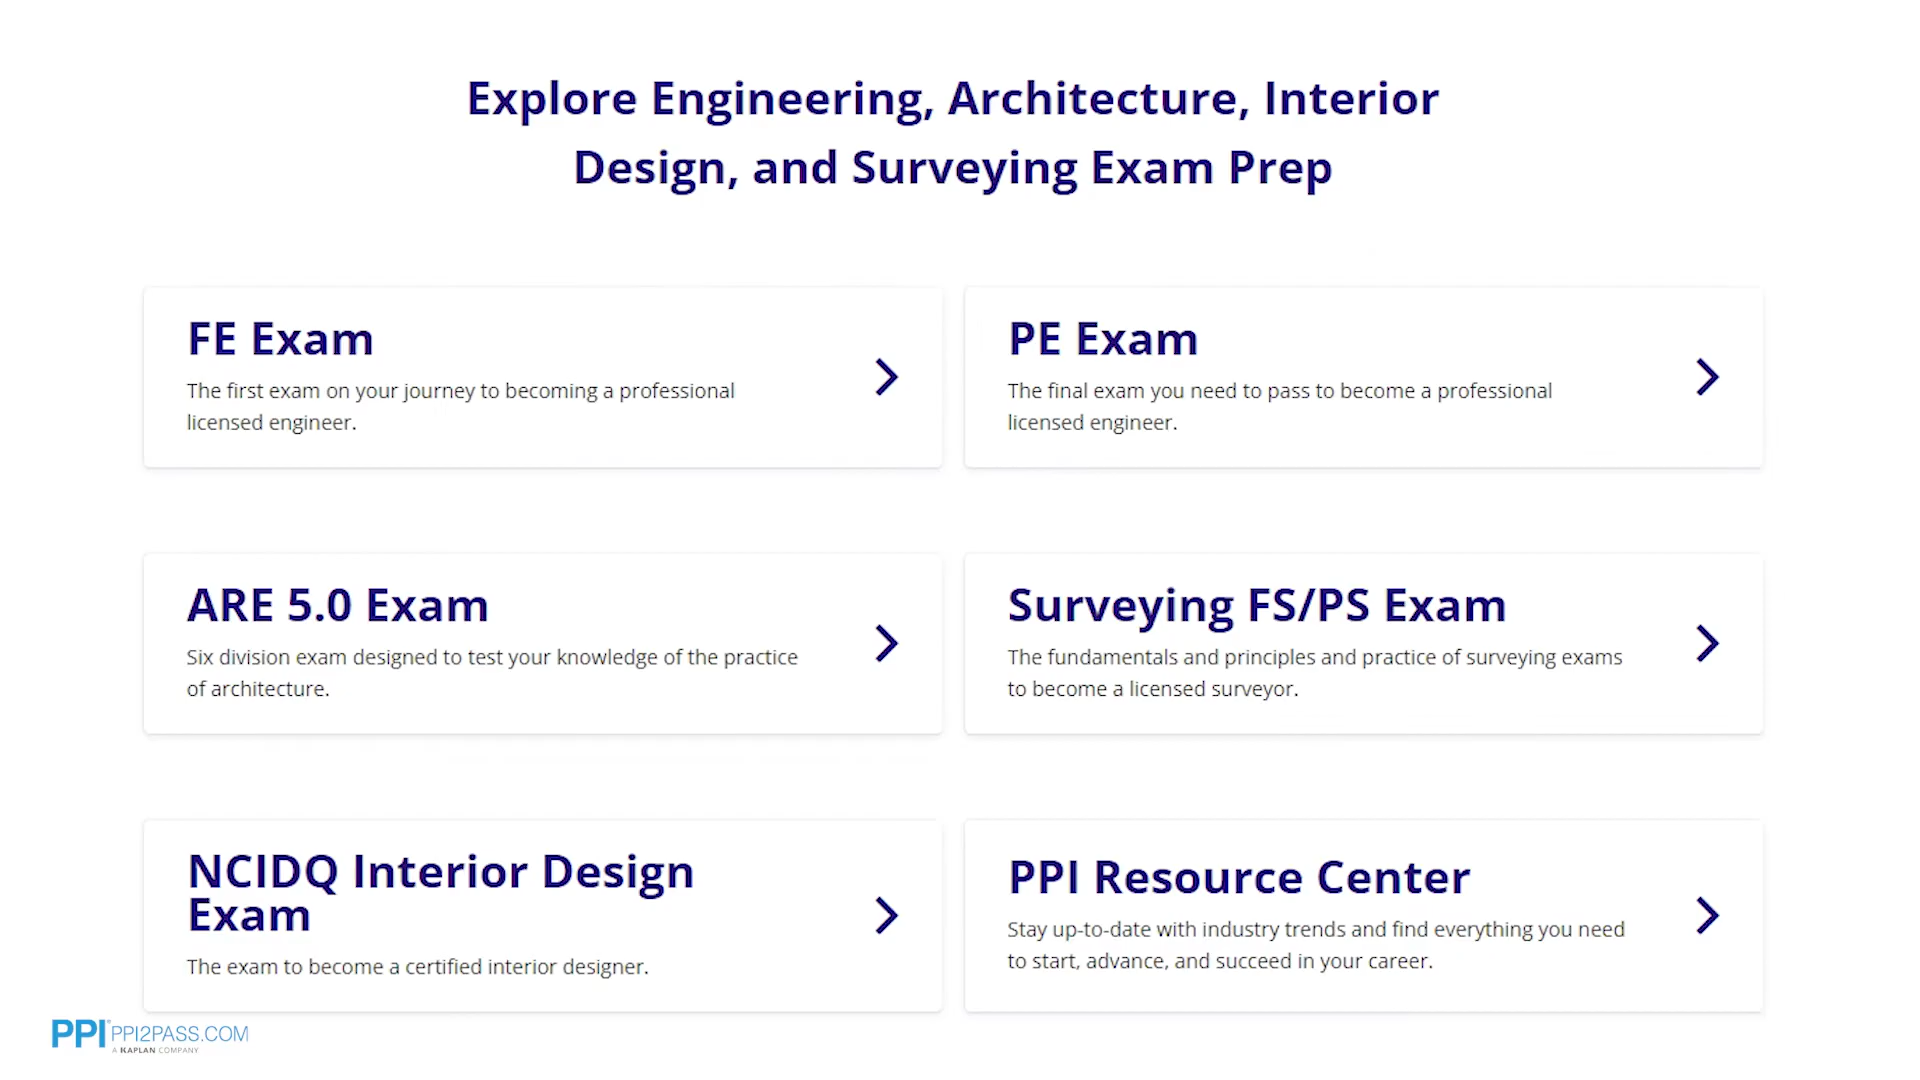 Explore Engineering, Architecture, Interior
Design, and Surveying Exam Prep
FE Exam
The first exam on your journey to becoming a professional
licensed engineer.
PE Exam
The final exam you need to pass to become a professional
licensed engineer.
ARE 5.0 Exam
Six division exam designed to test your knowledge of the practice
of architecture.
Surveying FS/PS Exam
The fundamentals and principles and practice of surveying exams
to become a licensed surveyor.
NCIDQ Interior Design
Exam
The exam to become a certified interior designer.
PPI Resource Center
Stay up-to-date with industry trends and find everything you need
to start, advance, and succeed in your career.
PPI® PPI2PASS.COM
A KAPLAN COMPANY